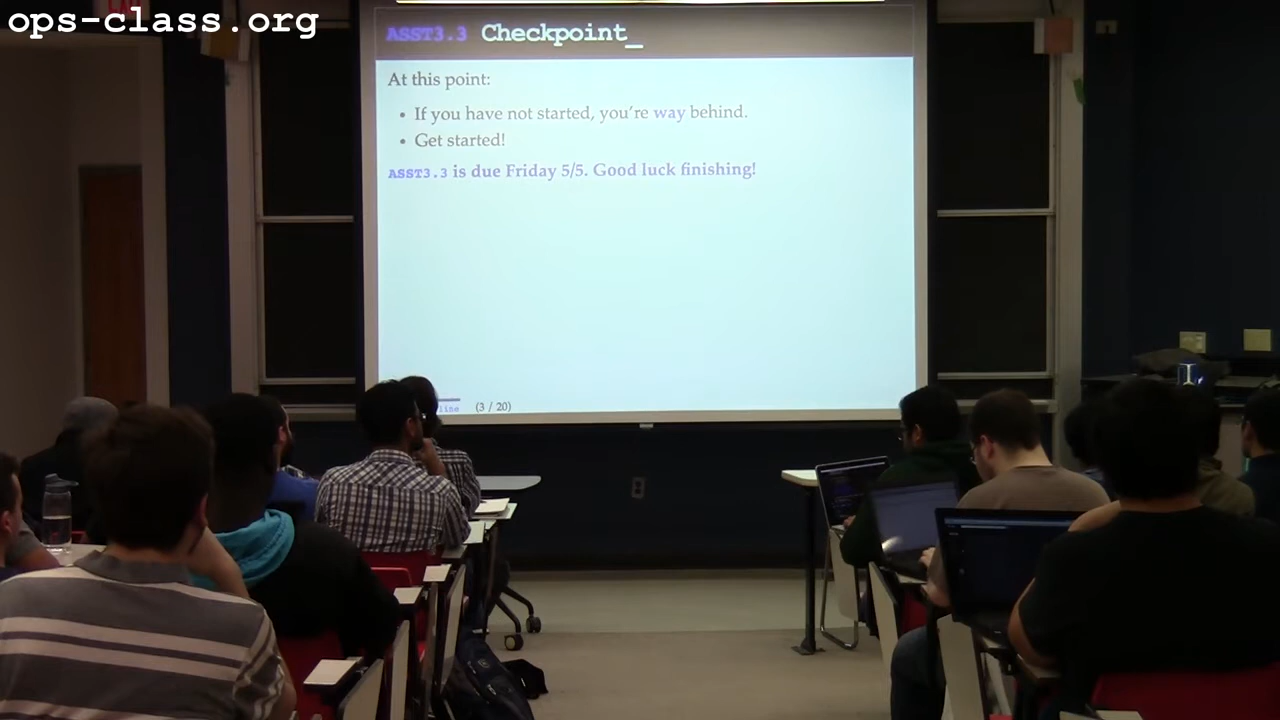 ops-class.org
ASST3.3 Checkpoint_
At this point:
• If you have not started, you're way behind.
• Get started!
ASST3.3 is due Friday 5/5. Good luck finishing!
(3 / 20)